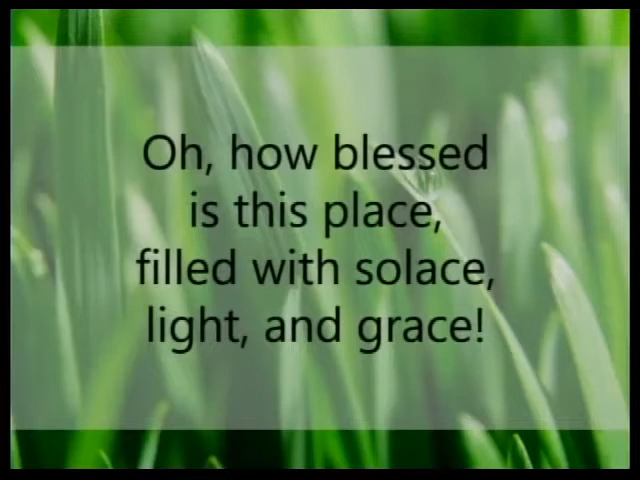 Oh, how blessed
is this place,
filled with solace,
light, and grace!